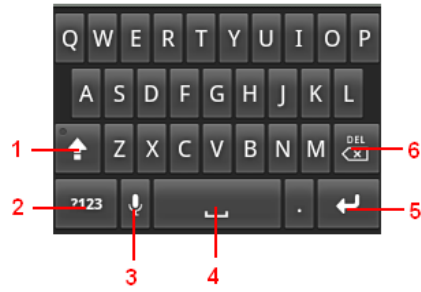 Q W E R T Y U I O P
A S D F G H J K L
1 Z X C V B N M DEL 6
2 ?123 . 5
3 4